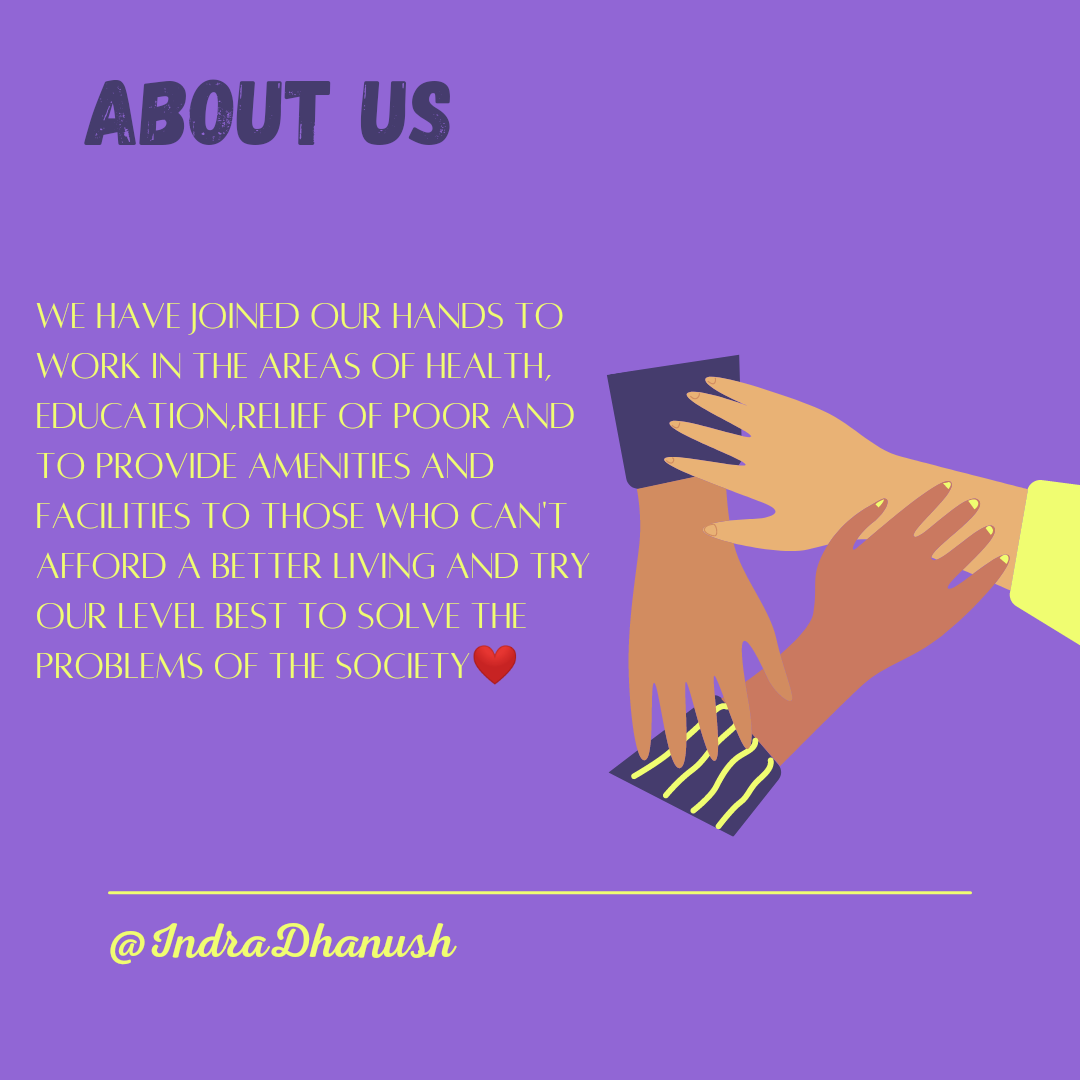 ABOUT US
WE HAVE JOINED OUR HANDS TO
WORK IN THE AREAS OF HEALTH,
EDUCATION,RELIEF OF POOR AND
TO PROVIDE AMENITIES AND
FACILITIES TO THOSE WHO CAN'T
AFFORD A BETTER LIVING AND TRY
OUR LEVEL BEST TO SOLVE THE
PROBLEMS OF THE SOCIETY❤️
@IndraDhanush